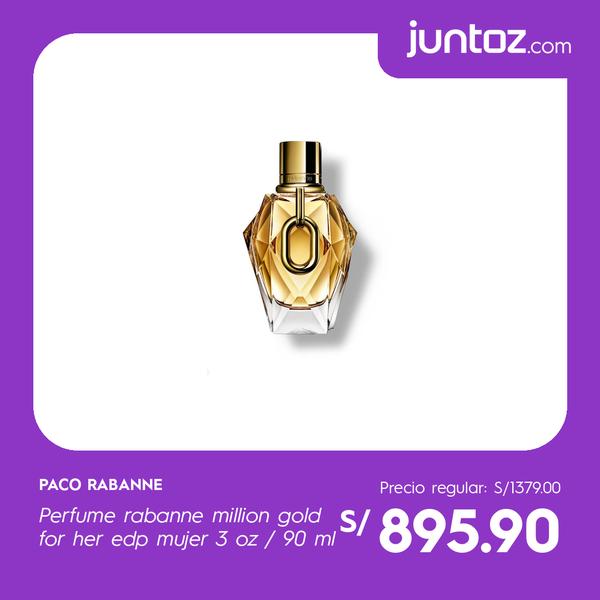 juntoz.com
PACO RABANNE
Precio regular: S/1379.00
Perfume rabanne million gold
for her edp mujer 3 oz / 90 ml
S/ 895.90